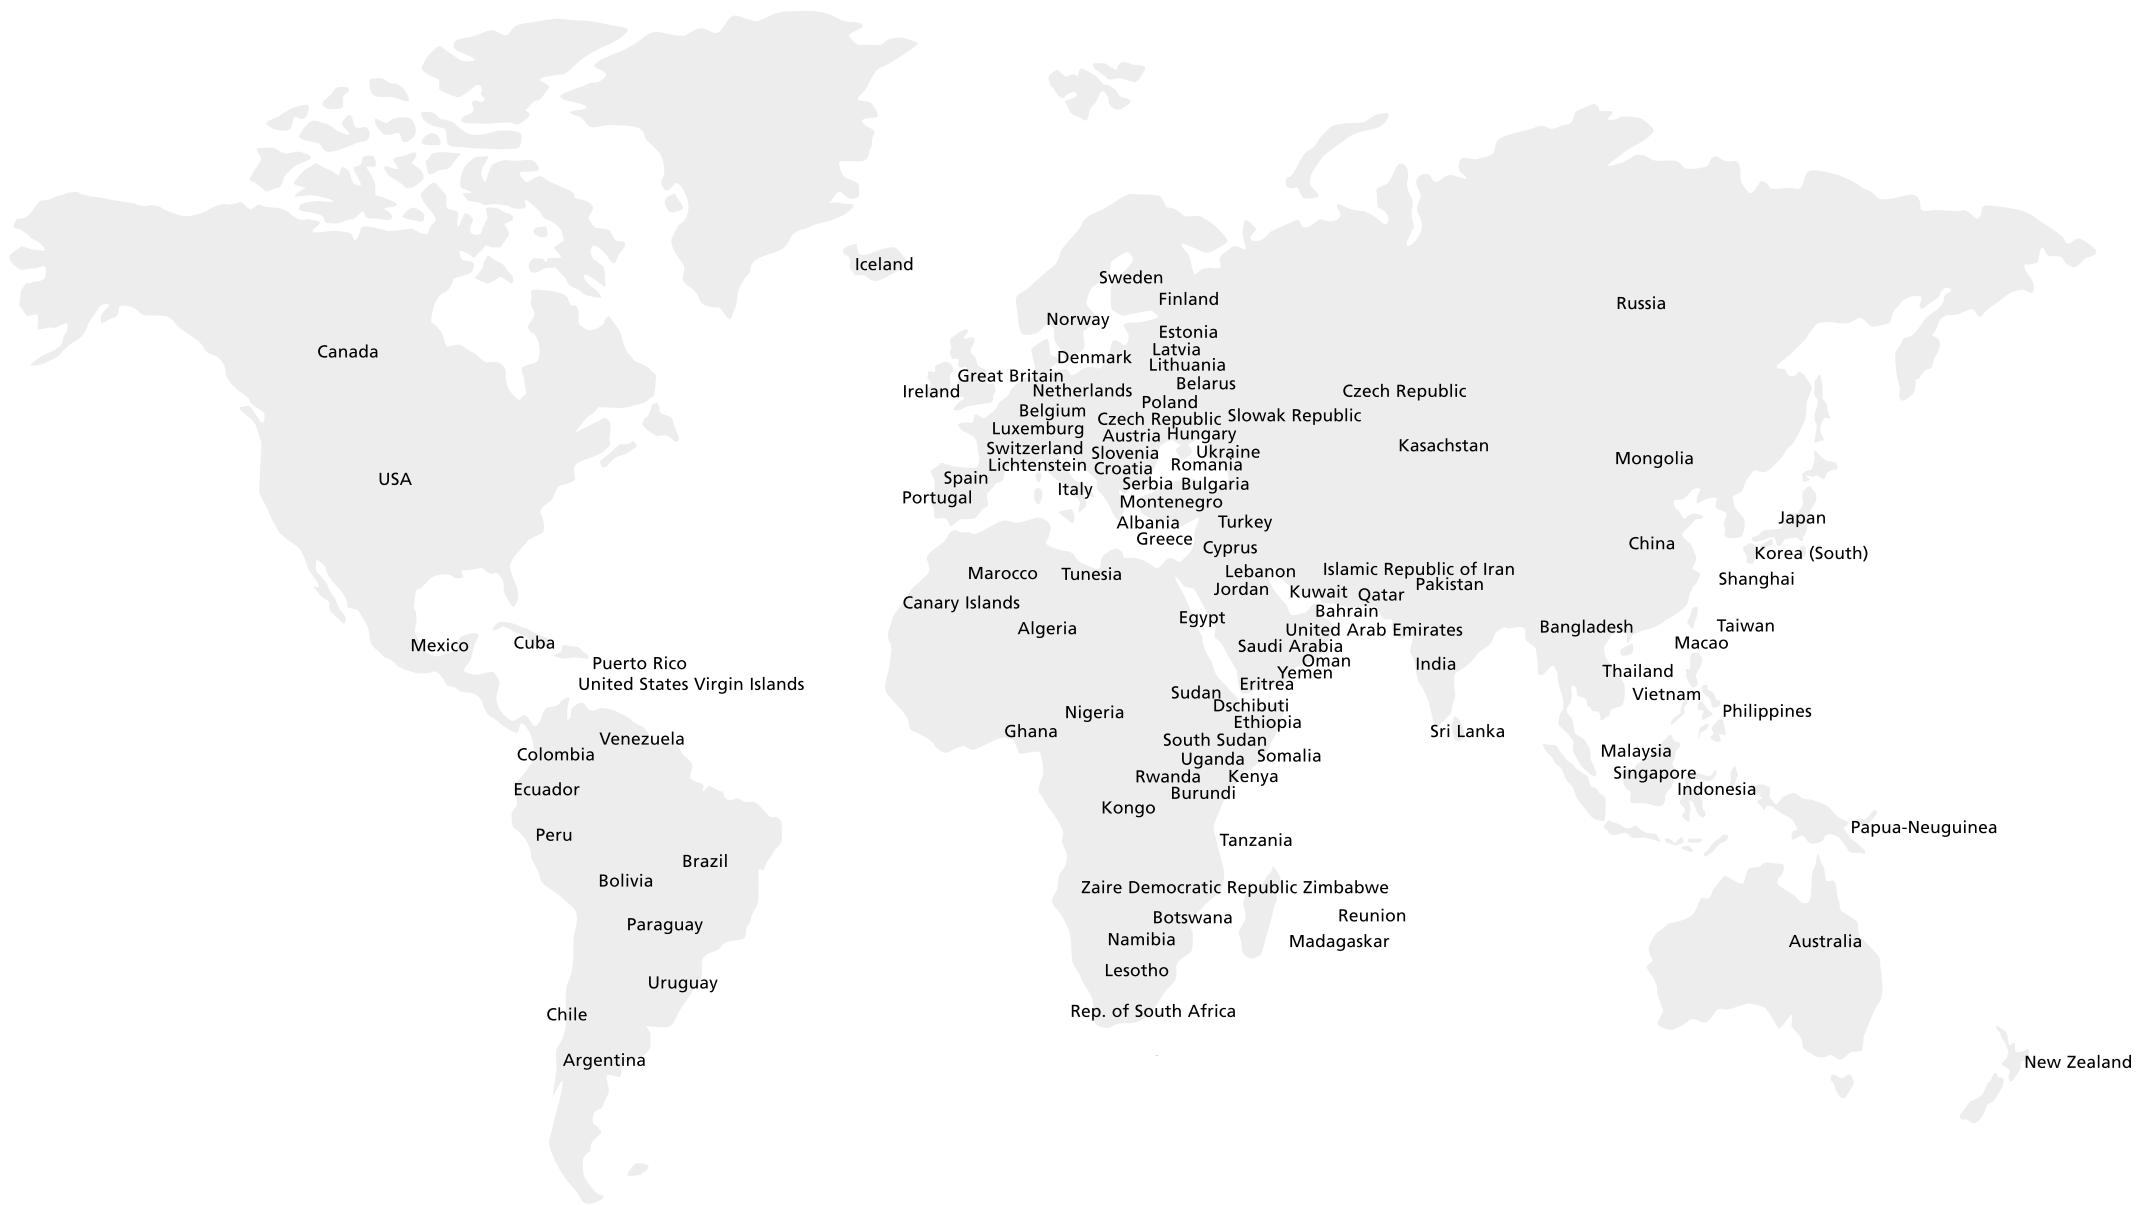 Iceland
Sweden
Finland
Russia
Norway
Estonia
Canada
Latvia
Denmark
Lithuania
Great Britain
Belarus
Ireland
Netherlands
Czech Republic
Poland
Belgium
Czech Republic
Slowak Republic
Luxemburg
Austria
Hungary
Kasachstan
Switzerland
Slovenia
Ukraine
Mongolia
Lichtenstein
Croatia
Romania
USA
Spain
Serbia
Bulgaria
Italy
Portugal
Montenegro
Japan
Albania
Turkey
Greece
China
Cyprus
Korea (South)
Marocco
Tunesia
Lebanon
Islamic Republic of Iran
Shanghai
Jordan
Kuwait
Qatar
Pakistan
Canary Islands
Bahrain
Egypt
Algeria
United Arab Emirates
Bangladesh
Taiwan
Mexico
Cuba
Saudi Arabia
Macao
Puerto Rico
Oman
India
Yemen
Thailand
United States Virgin Islands
Eritrea
Sudan
Vietnam
Dschibuti
Nigeria
Philippines
Ethiopia
Ghana
Sri Lanka
Venezuela
South Sudan
Colombia
Uganda
Somalia
Malaysia
Rwanda
Kenya
Singapore
Ecuador
Burundi
Indonesia
Kongo
Peru
Papua-Neuguinea
Tanzania
Brazil
Bolivia
Zaire Democratic Republic Zimbabwe
Botswana
Reunion
Paraguay
Namibia
Madagaskar
Australia
Lesotho
Uruguay
Chile
Rep. of South Africa
Argentina
New Zealand